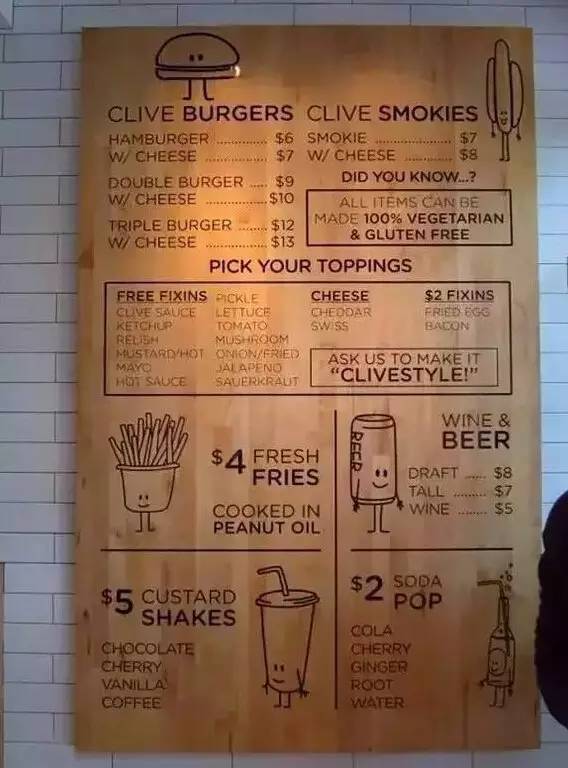 CLIVE BURGERS
HAMBURGER .............. $6
W/ CHEESE ................ $7
DOUBLE BURGER .... $9
W/ CHEESE .............. $10
TRIPLE BURGER ....... $12
W/ CHEESE ................ $13
CLIVE SMOKIES
SMOKIE ..................... $7
W/ CHEESE ............. $8
DID YOU KNOW...?
ALL ITEMS CAN BE
MADE 100% VEGETARIAN
& GLUTEN FREE
PICK YOUR TOPPINGS
FREE FIXINS
CLIVE SAUCE
KETCHUP
RELISH
MUSTARD/HOT
MAYO
HOT SAUCE
PICKLE
LETTUCE
TOMATO
MUSHROOM
ONION/FRIED
JALAPENO
SAUERKRAUT
CHEESE
CHEDDAR
SWISS
$2 FIXINS
FRIED EGG
BACON
ASK US TO MAKE IT
"CLIVESTYLE!"
$4 FRESH
FRIES
COOKED IN
PEANUT OIL
BEER
WINE &
BEER
DRAFT ..... $8
TALL ......... $7
WINE ........ $5
$5 CUSTARD
SHAKES
CHOCOLATE
CHERRY
VANILLA
COFFEE
$2 SODA
POP
COLA
CHERRY
GINGER
ROOT
WATER